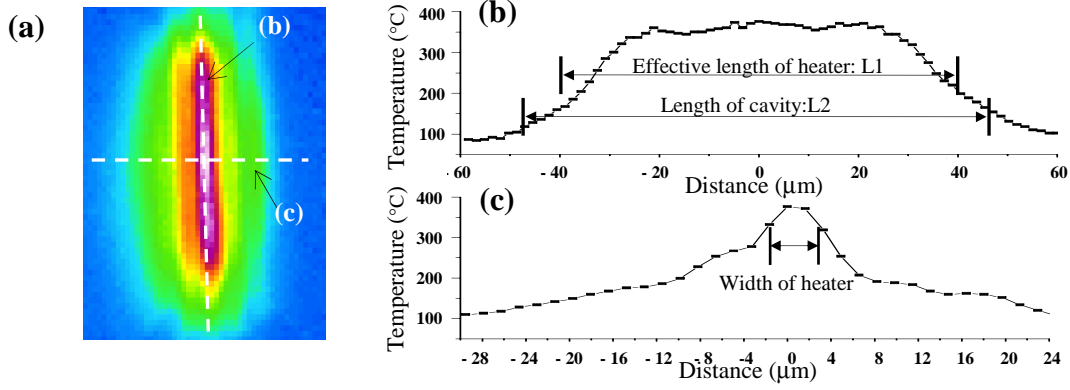 (a)
(b)
(c)
(b)
Temperature (°C)
400
300
200
100
Effective length of heater: L1
Length of cavity:L2
-60 -40 -20 0 20 40 60
Distance (µm)
(c)
Temperature (°C)
400
300
200
100
Width of heater
-28 -24 -20 -16 -12 -8 -4 0 4 8 12 16 20 24
Distance (µm)